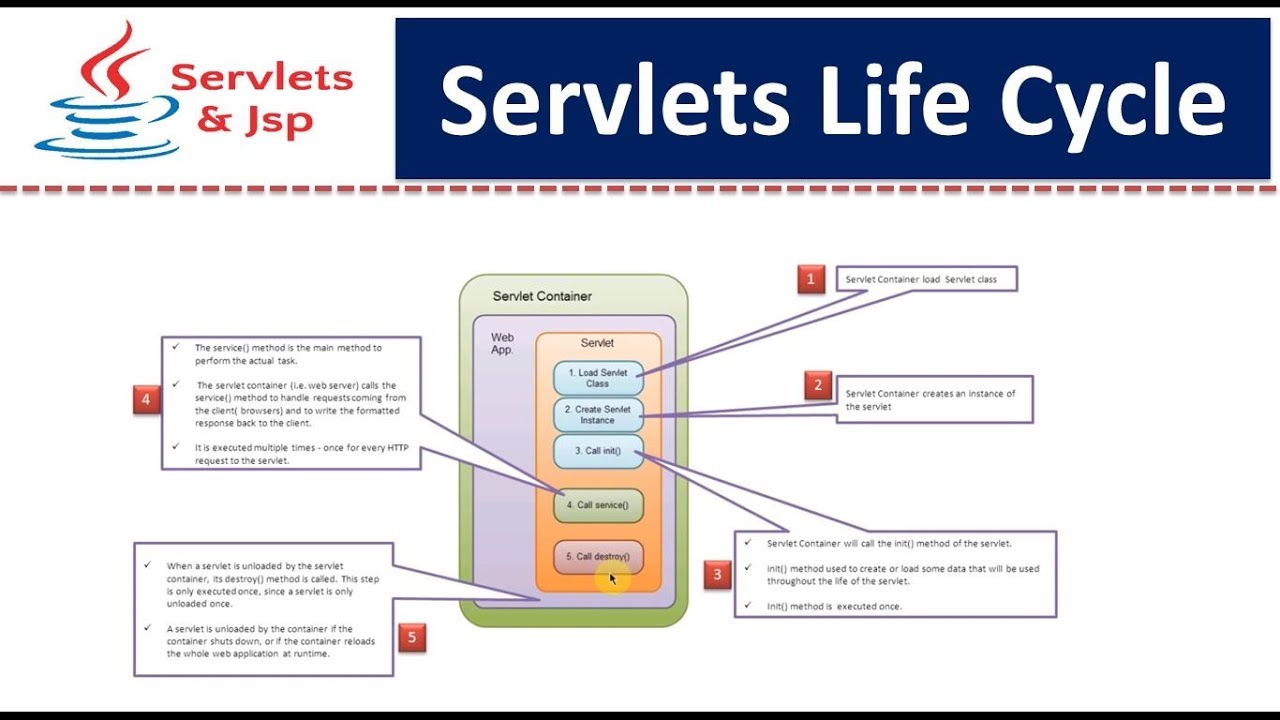 Servlets
& Jsp
Servlets Life Cycle
1
Servlet Container load Servlet class
Servlet Container
Web
App.
Servlet
1. Load Servlet
Class
2. Create Servlet
Instance
3. Call init()
4. Call service()
5. Call destroy()
2
Servlet Container creates an instance of
the servlet
✓ The service() method is the main method to
perform the actual task.
✓ The servlet container (i.e. web server) calls the
service() method to handle requests coming from
the client( browsers) and to write the formatted
response back to the client.
✓ It is executed multiple times - once for every HTTP
request to the servlet.
4
3
✓ Servlet Container will call the init() method of the servlet.
✓ init() method used to create or load some data that will be used
throughout the life of the servlet.
✓ Init() method is executed once.
✓ When a servlet is unloaded by the servlet
container, its destroy() method is called. This step
is only executed once, since a servlet is only
unloaded once.
✓ A servlet is unloaded by the container if the
container shuts down, or if the container reloads
the whole web application at runtime.
5